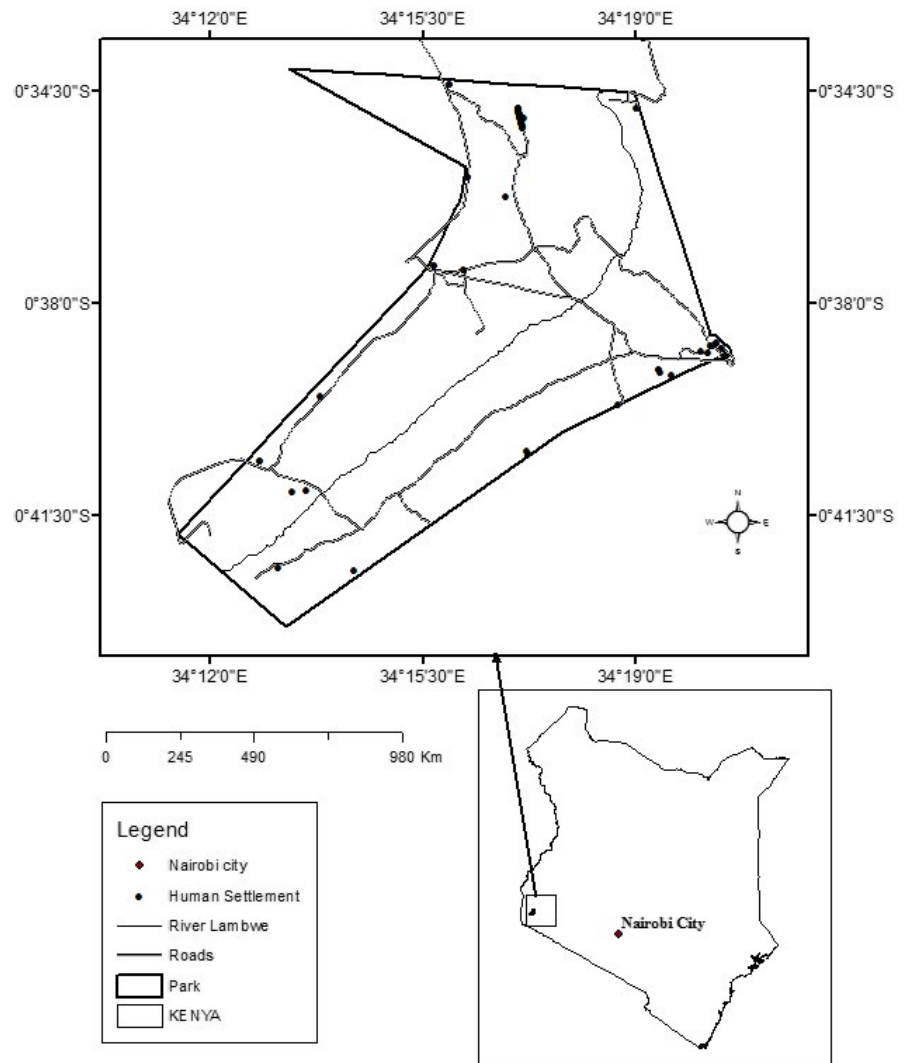 34°12'0"E 34°15'30"E 34°19'0"E
0°34'30"S 0°34'30"S
0°38'0"S 0°38'0"S
0°41'30"S 0°41'30"S
N
W E
S
34°12'0"E 34°15'30"E 34°19'0"E
0 245 490 980 Km
Legend
Nairobi city
Human Settlement
River Lambwe
Roads
Park
KENYA
Nairobi City